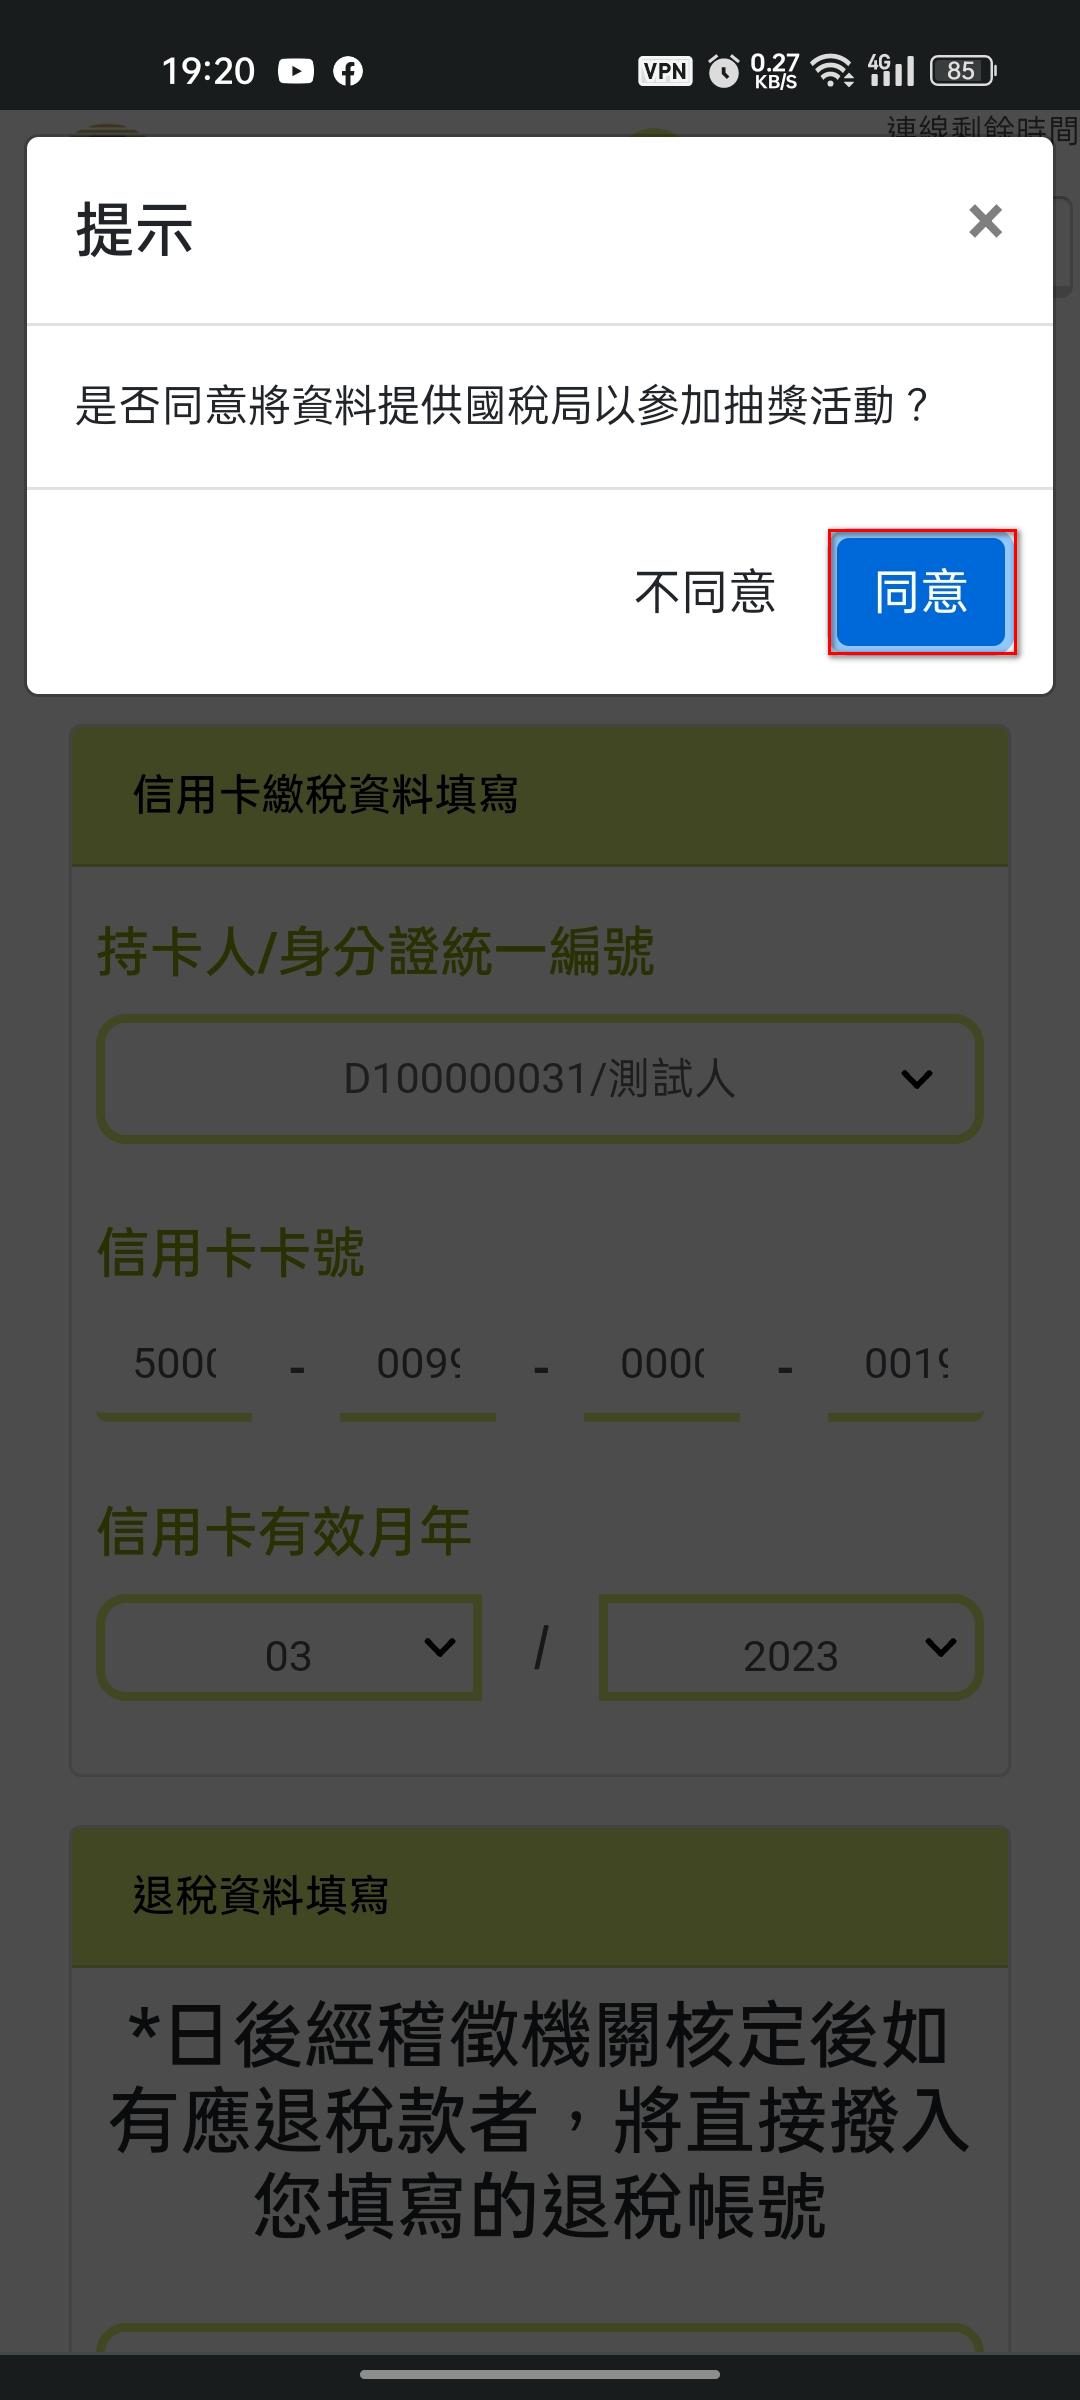 19:20
VPN
0.27
KB/S
4G
85
連線剩餘時間
提示
×
是否同意將資料提供國稅局以參加抽獎活動？
不同意
同意
信用卡繳稅資料填寫
持卡人/身分證統一編號
D100000031/測試人
信用卡卡號
500 - 009 - 000 - 001
信用卡有效月年
03 / 2023
退稅資料填寫
*日後經稽徵機關核定後如
有應退稅款者，將直接撥入
您填寫的退稅帳號